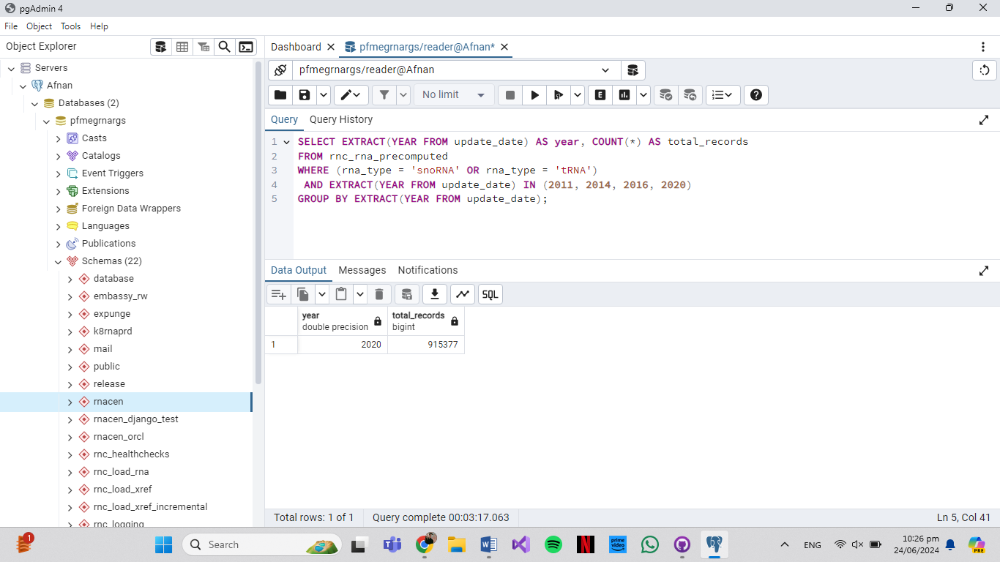 pgAdmin 4
File Object Tools Help
Object Explorer
Servers
Afnan
Databases (2)
pfmegrnargs
Casts
Catalogs
Event Triggers
Extensions
Foreign Data Wrappers
Languages
Publications
Schemas (22)
database
embassy_rw
expunge
k8rnaprd
mail
public
release
rnacen
rnacen_django_test
rnacen_orcl
rnc_healthchecks
rnc_load_rna
rnc_load_xref
rnc_load_xref_incremental
rnc_logging
Dashboard pfmegrnargs/reader@Afnan*
pfmegrnargs/reader@Afnan
No limit E
Query Query History
1 SELECT EXTRACT(YEAR FROM update_date) AS year, COUNT(*) AS total_records
2 FROM rnc_rna_precomputed
3 WHERE (rna_type = 'snoRNA' OR rna_type = 'tRNA')
4 AND EXTRACT(YEAR FROM update_date) IN (2011, 2014, 2016, 2020)
5 GROUP BY EXTRACT(YEAR FROM update_date);
Data Output Messages Notifications
SQL
year total_records
double precision bigint
1 2020 915377
Total rows: 1 of 1 Query complete 00:03:17.063 Ln 5, Col 41
1 Search prime video ENG 10:26 pm PRE
24/06/2024